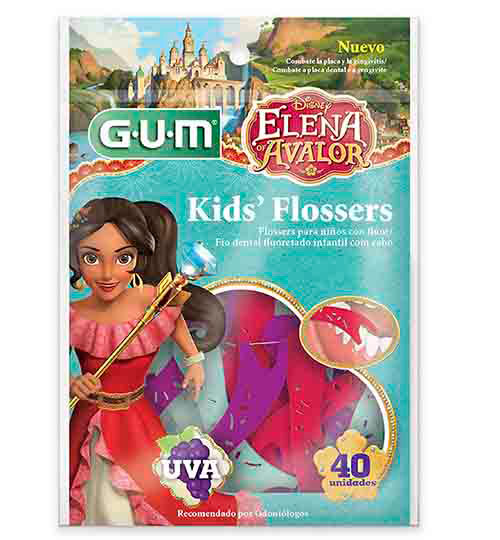 Nuevo
Combate la placa y la gingivitis/
Combate a placa dental e a gengivite
G·U·M®
Disney
ELENA
OF AVALOR
Kids' Flossers
Flossers para niños con flúor/
Fio dental fluoretado infantil com cabo
UVA
40
unidades
Recomendado por Odontólogos